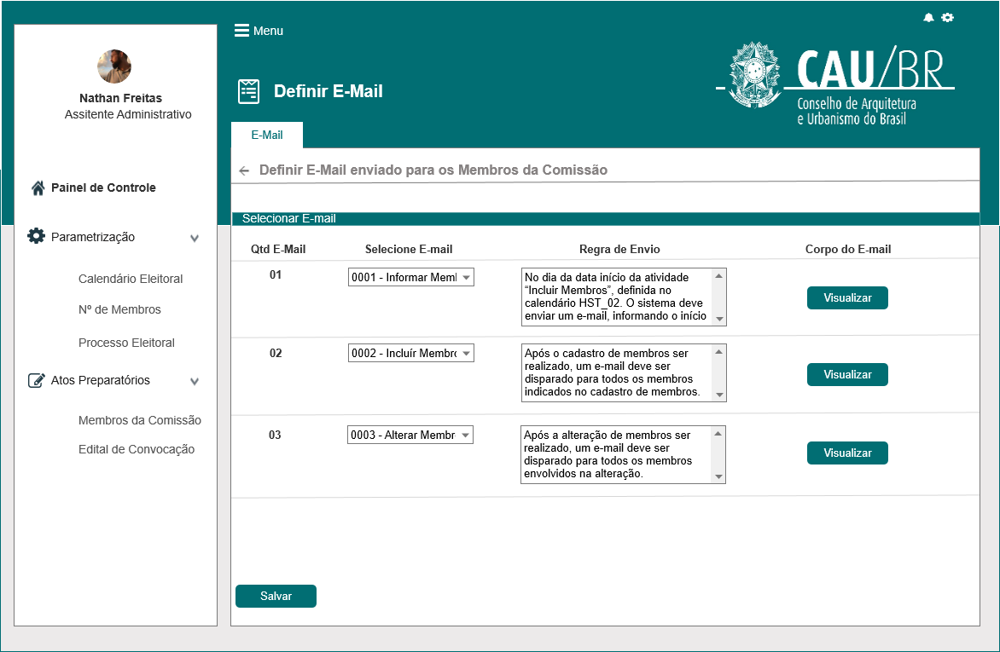 Menu
CAU/BR
Conselho de Arquitetura
e Urbanismo do Brasil
Nathan Freitas
Assitente Administrativo
Definir E-Mail
E-Mail
Definir E-Mail enviado para os Membros da Comissão
Painel de Controle
Parametrização
Calendário Eleitoral
Nº de Membros
Processo Eleitoral
Atos Preparatórios
Membros da Comissão
Edital de Convocação
Selecionar E-mail
Qtd E-Mail Selecione E-mail Regra de Envio Corpo do E-mail
01
0001 - Informar Meml
No dia da data início da atividade
“Incluir Membros”, definida no
calendário HST_02. O sistema deve
enviar um e-mail, informando o início
Visualizar
02
0002 - Incluír Membro
Após o cadastro de membros ser
realizado, um e-mail deve ser
disparado para todos os membros
indicados no cadastro de membros.
Visualizar
03
0003 - Alterar Membr
Após a alteração de membros ser
realizado, um e-mail deve ser
disparado para todos os membros
envolvidos na alteração.
Visualizar
Salvar